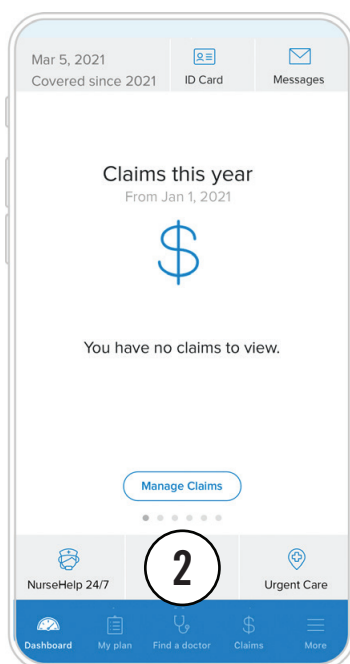 Mar 5, 2021
Covered since 2021
ID Card
Messages
Claims this year
From Jan 1, 2021
$
You have no claims to view.
Manage Claims
NurseHelp 24/7
2
Urgent Care
Dashboard
My plan
Find a doctor
$
Claims
More